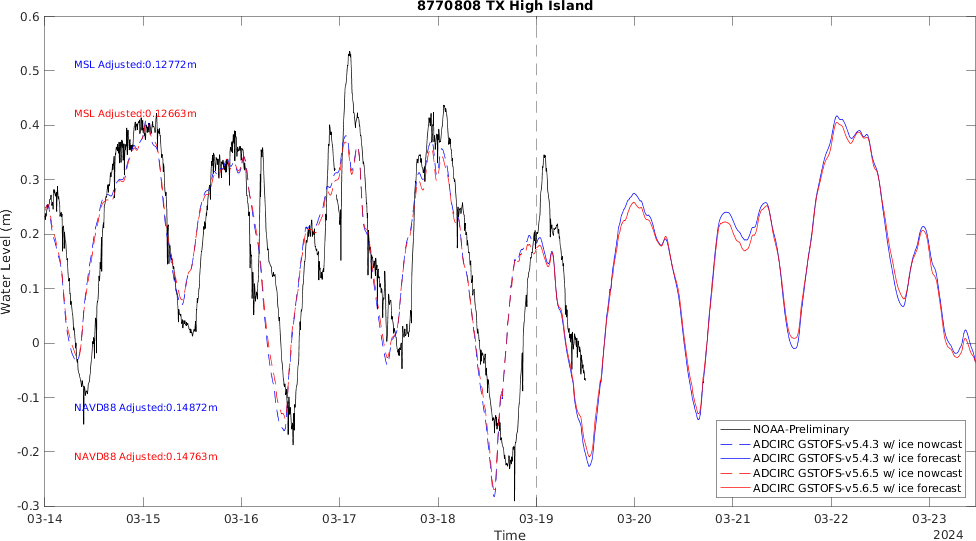 8770808 TX High Island
0.6
0.5
0.4
0.3
0.2
0.1
0
-0.1
-0.2
-0.3
Water Level (m)
MSL Adjusted:0.12772m
MSL Adjusted:0.12663m
NAVD88 Adjusted:0.14872m
NAVD88 Adjusted:0.14763m
NOAA-Preliminary
ADCIRC GSTOFS-v5.4.3 w/ ice nowcast
ADCIRC GSTOFS-v5.4.3 w/ ice forecast
ADCIRC GSTOFS-v5.6.5 w/ ice nowcast
ADCIRC GSTOFS-v5.6.5 w/ ice forecast
03-14 03-15 03-16 03-17 03-18 03-19 03-20 03-21 03-22 03-23
Time
2024